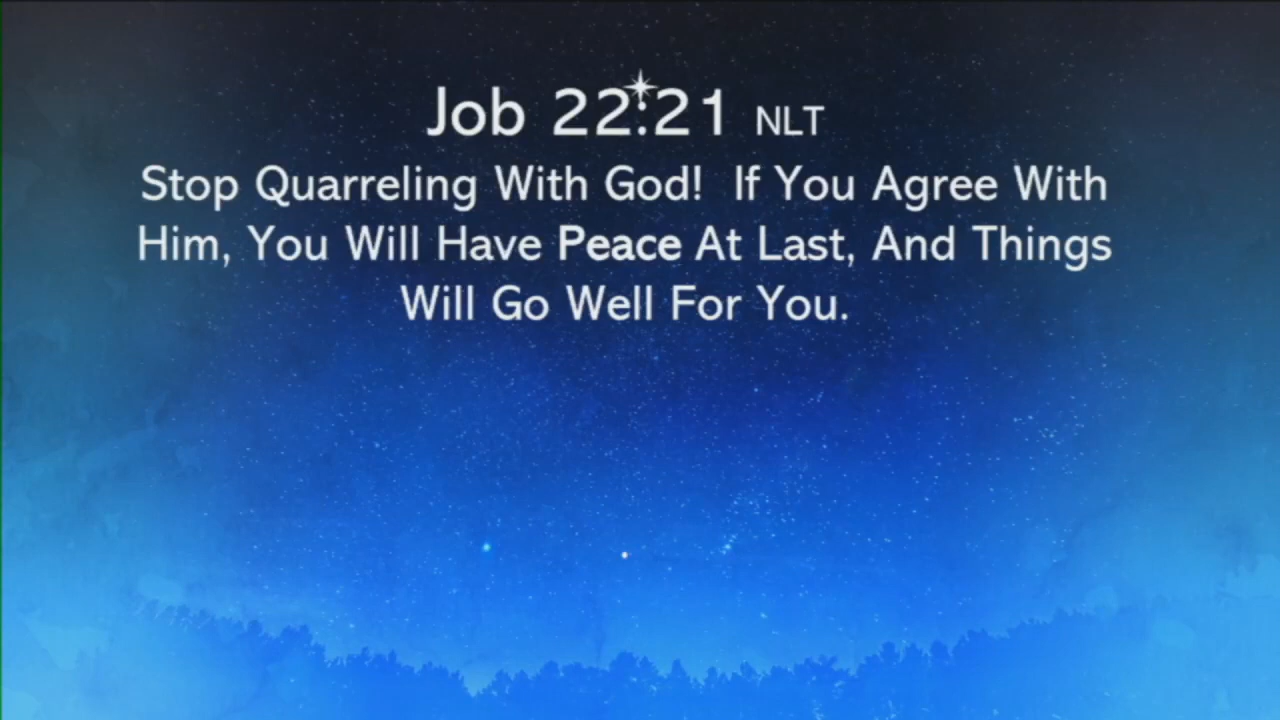 Job 22:21 NLT
Stop Quarreling With God!  If You Agree With
Him, You Will Have Peace At Last, And Things
Will Go Well For You.